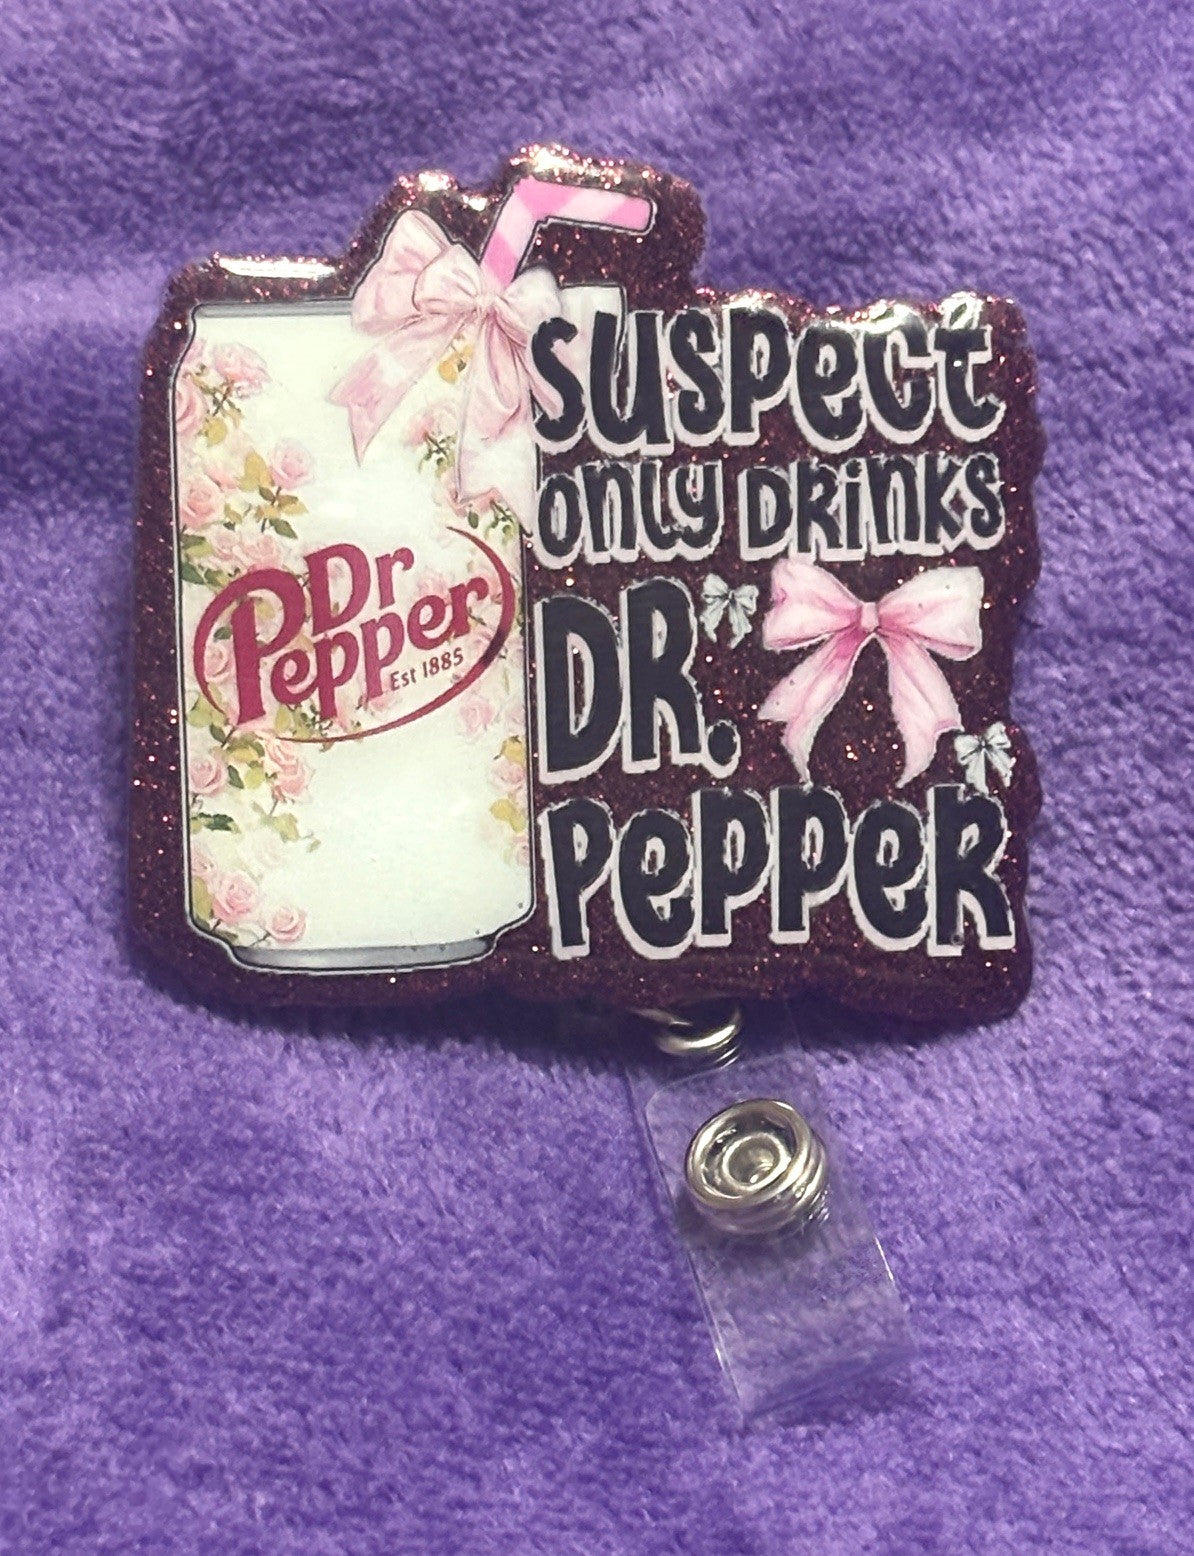 Dr
Pepper
Est 1885
Suspect
only Drinks
DR.
PePPeR